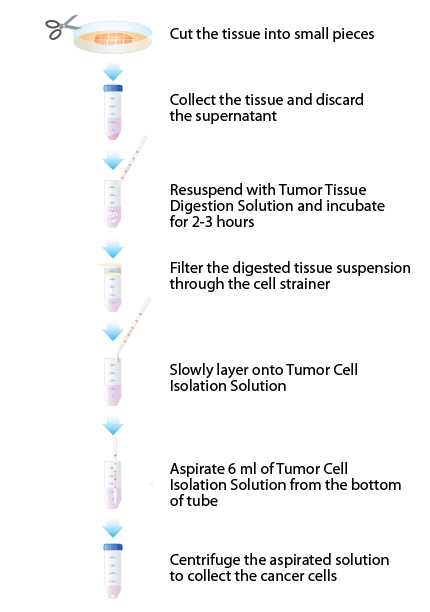 Cut the tissue into small pieces
Collect the tissue and discard
the supernatant
Resuspend with Tumor Tissue
Digestion Solution and incubate
for 2-3 hours
Filter the digested tissue suspension
through the cell strainer
Slowly layer onto Tumor Cell
Isolation Solution
Aspirate 6 ml of Tumor Cell
Isolation Solution from the bottom
of tube
Centrifuge the aspirated solution
to collect the cancer cells